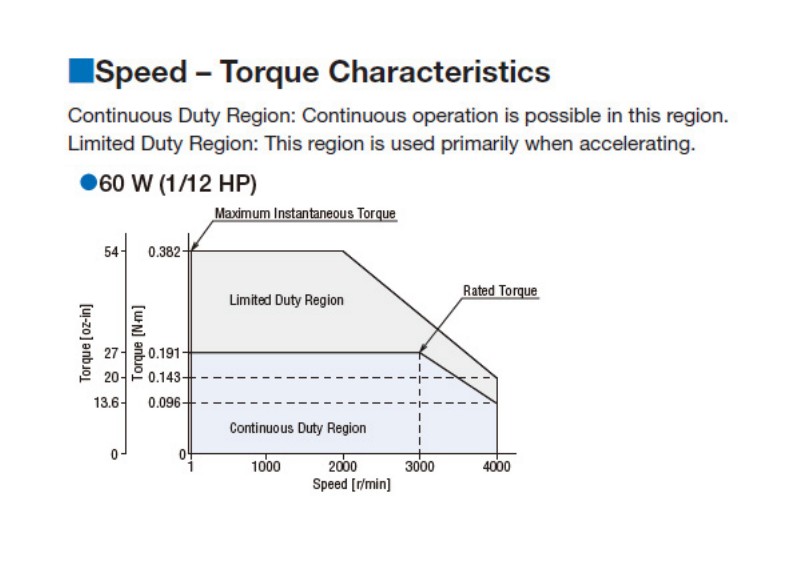 Speed – Torque Characteristics
Continuous Duty Region: Continuous operation is possible in this region.
Limited Duty Region: This region is used primarily when accelerating.
60 W (1/12 HP)
Maximum Instantaneous Torque
54
0.382
Rated Torque
Limited Duty Region
Torque [oz-in]
Torque [N·m]
27
0.191
20
0.143
13.6
0.096
Continuous Duty Region
0
0
1
1000
2000
3000
4000
Speed [r/min]